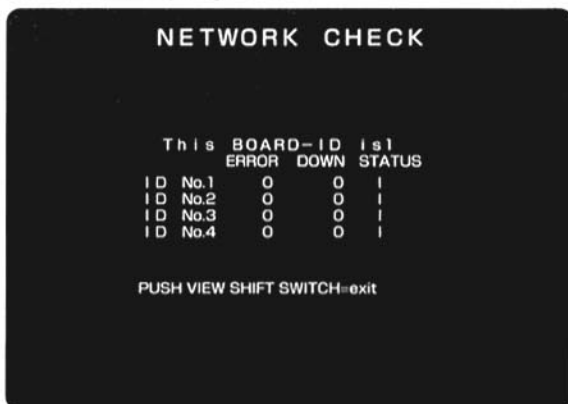 NETWORK CHECK
This BOARD-ID is1
ERROR DOWN STATUS
ID No.1 0 0 I
ID No.2 0 0 I
ID No.3 0 0 I
ID No.4 0 0 I
PUSH VIEW SHIFT SWITCH=exit